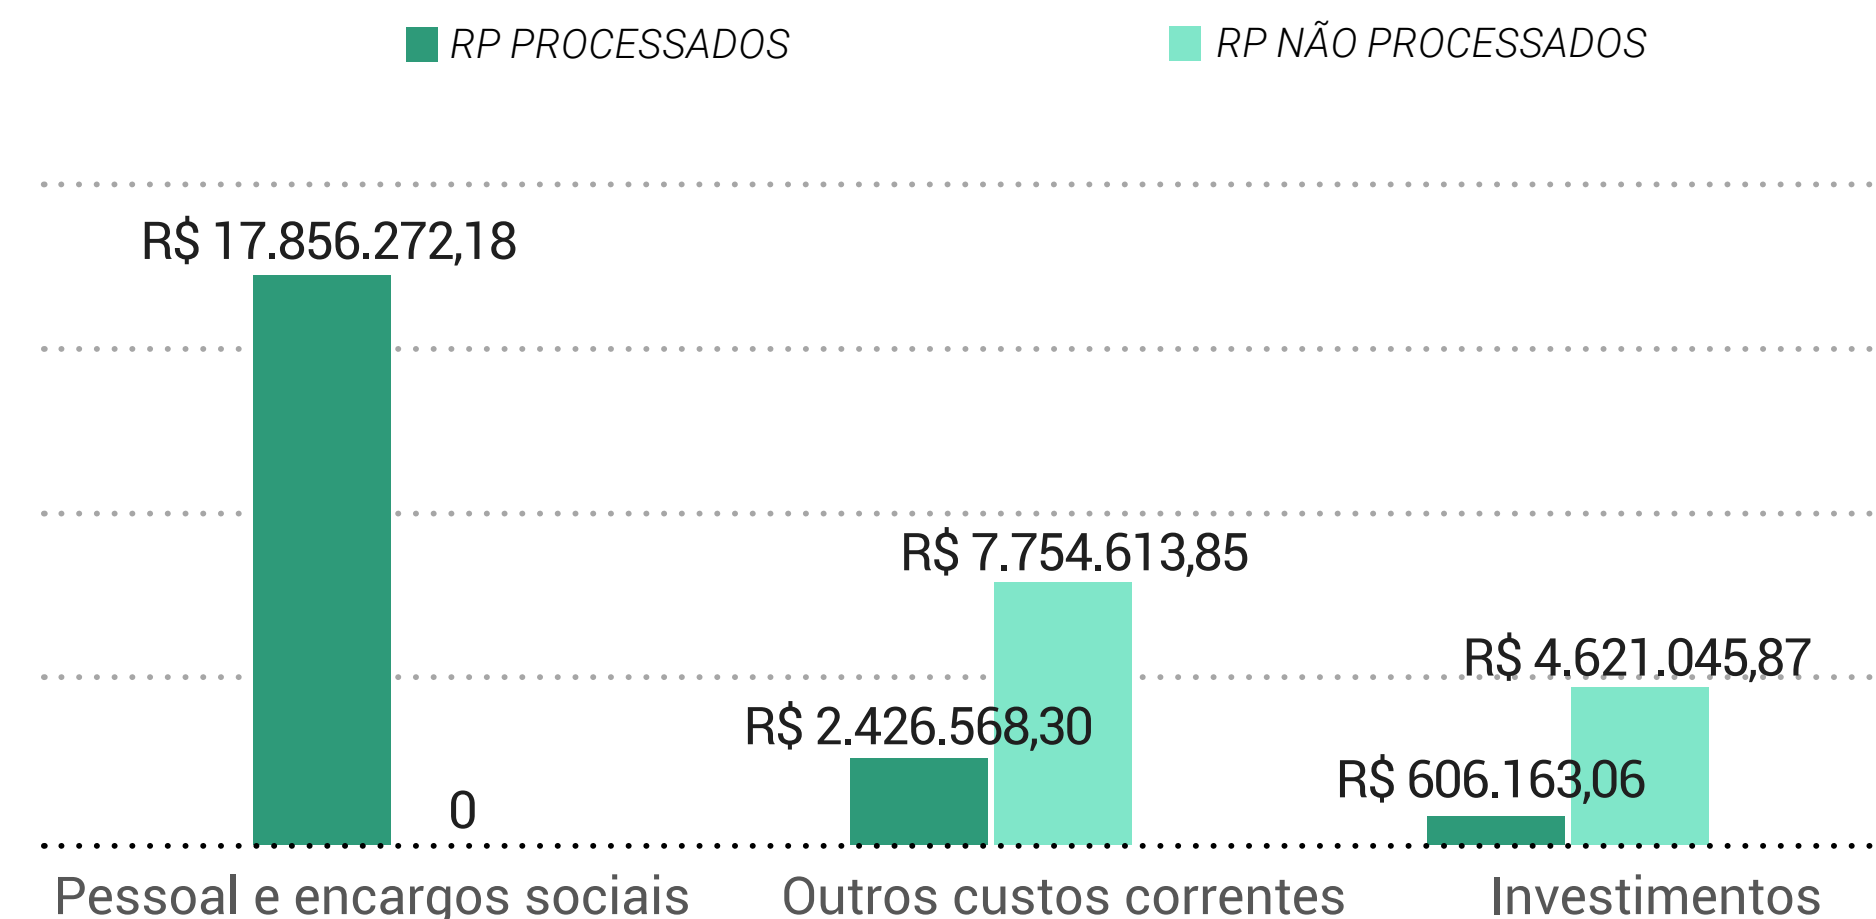 RP PROCESSADOS
RP NÃO PROCESSADOS
R$ 17.856.272,18
0
R$ 2.426.568,30
R$ 7.754.613,85
R$ 606.163,06
R$ 4.621.045,87
Pessoal e encargos sociais
Outros custos correntes
Investimentos